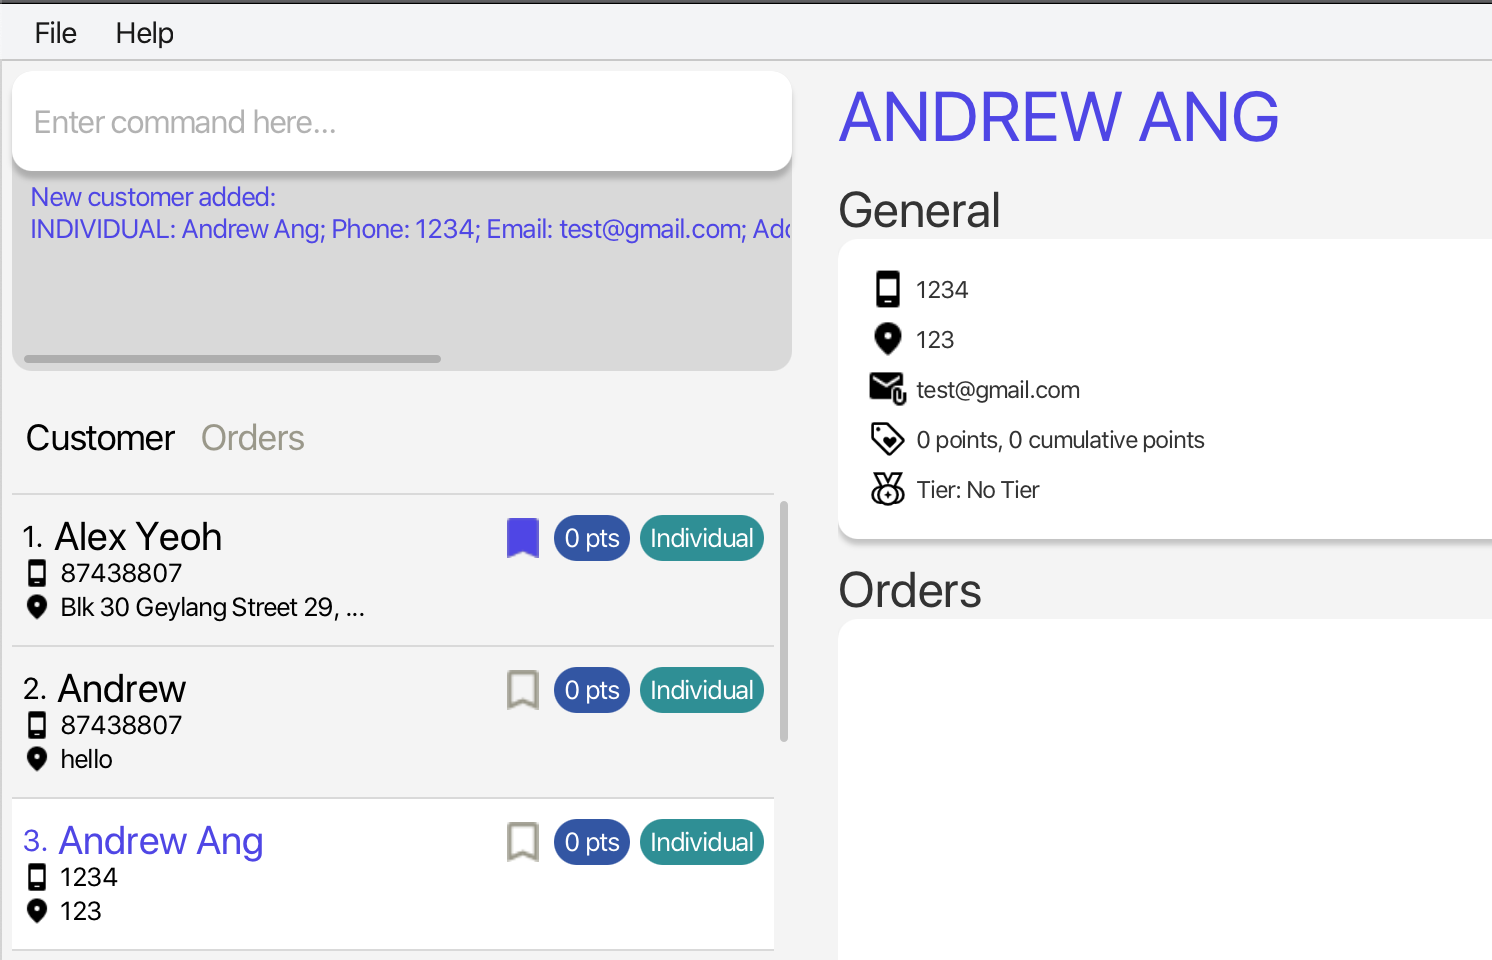 File Help
Enter command here...
New customer added:
INDIVIDUAL: Andrew Ang; Phone: 1234; Email: test@gmail.com;
Customer Orders
1. Alex Yeoh 0 pts Individual
87438807
Blk 30 Geylang Street 29, ...
2. Andrew 0 pts Individual
87438807
hello
3. Andrew Ang 0 pts Individual
1234
123
ANDREW ANG
General
1234
123
test@gmail.com
0 points, 0 cumulative points
Tier: No Tier
Orders